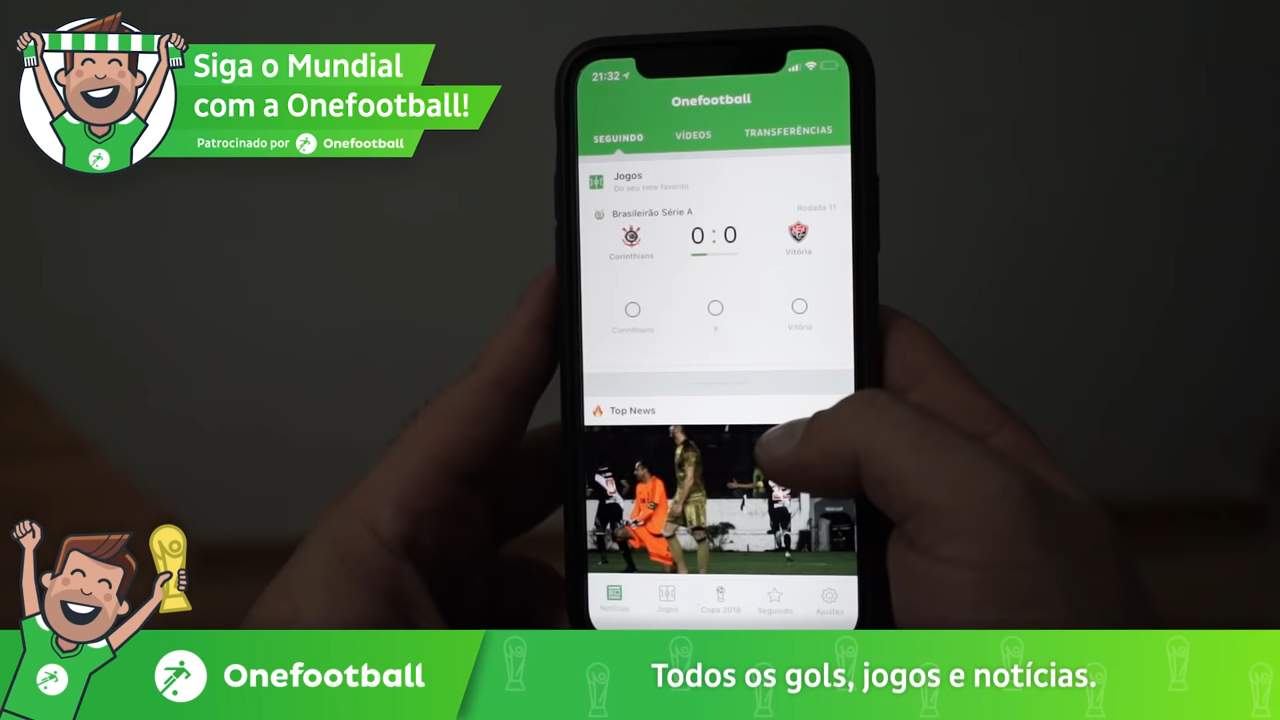 Siga o Mundial
com a Onefootball!
Patrocinado por Onefootball
21:32
Onefootball
SEGUINDO VÍDEOS TRANSFERÊNCIAS
Jogos
Do seu time favorito
Brasileirão Série A Rodada 11
0 : 0
Corinthians Vitória
Corinthians X Vitória
Top News
Notícias Jogos Copa 2018 Seguindo Ajustes
Onefootball
Todos os gols, jogos e notícias.